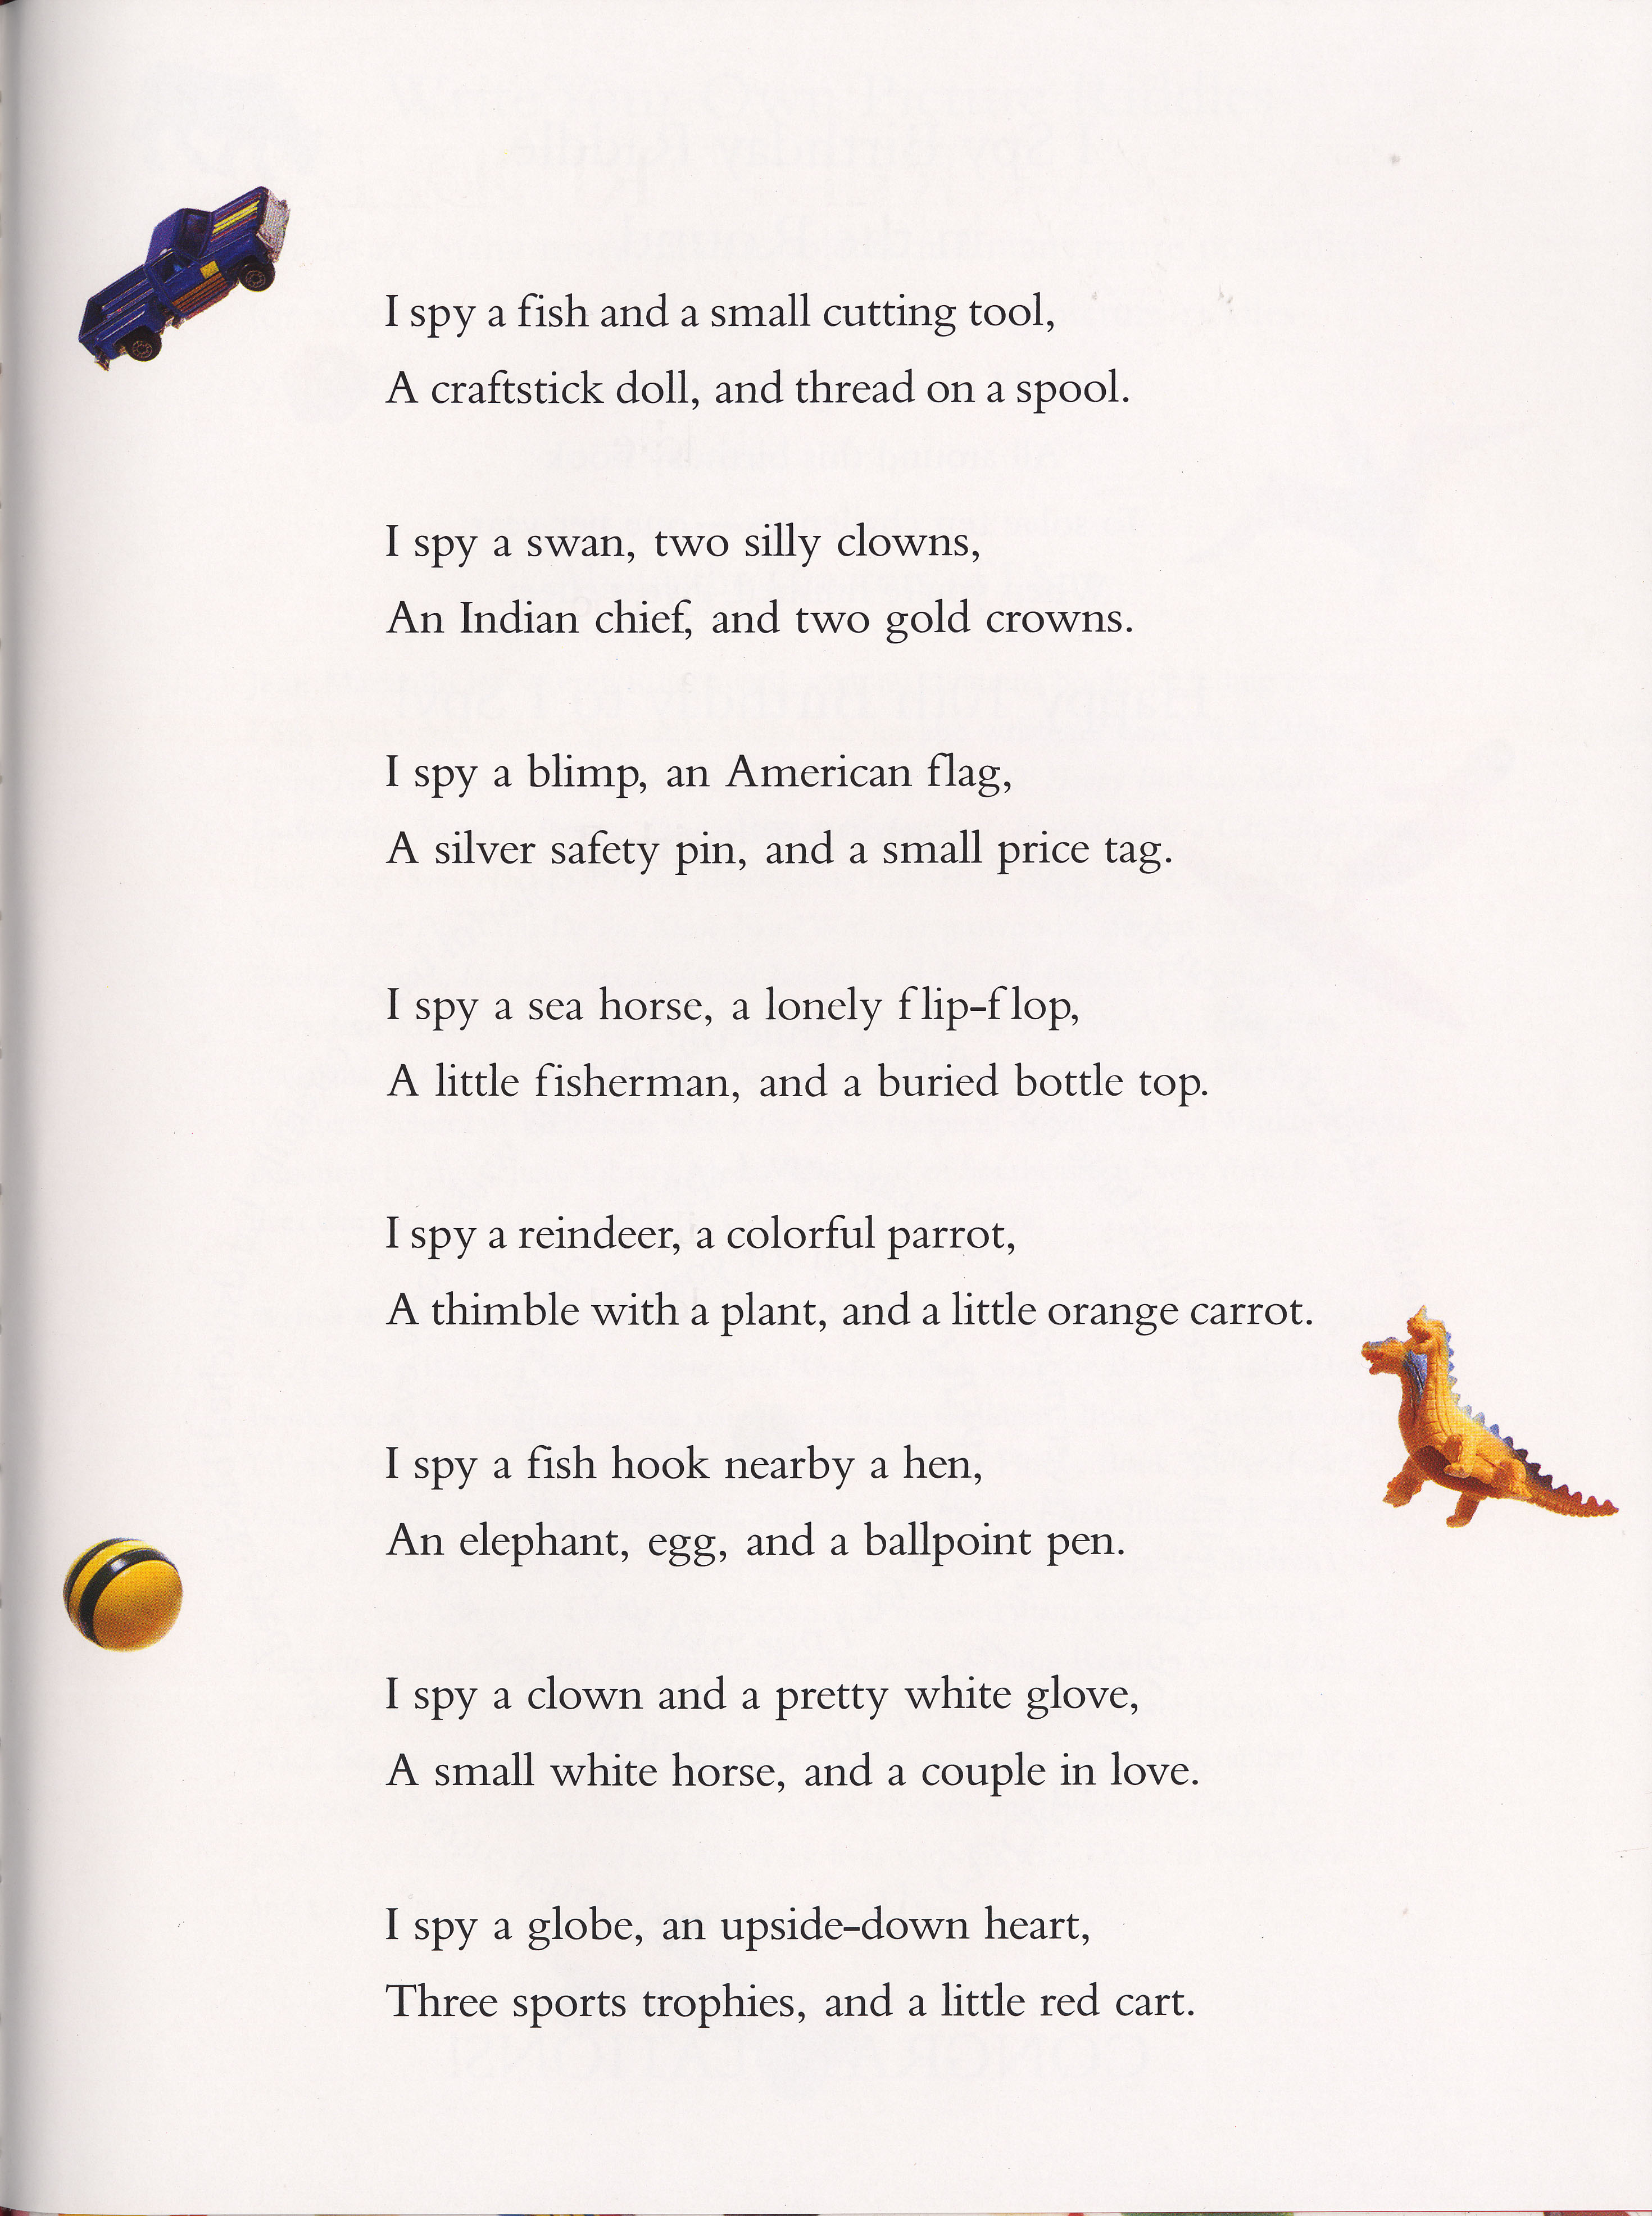 I spy a fish and a small cutting tool,
A craftstick doll, and thread on a spool.
I spy a swan, two silly clowns,
An Indian chief, and two gold crowns.
I spy a blimp, an American flag,
A silver safety pin, and a small price tag.
I spy a sea horse, a lonely flip-flop,
A little fisherman, and a buried bottle top.
I spy a reindeer, a colorful parrot,
A thimble with a plant, and a little orange carrot.
I spy a fish hook nearby a hen,
An elephant, egg, and a ballpoint pen.
I spy a clown and a pretty white glove,
A small white horse, and a couple in love.
I spy a globe, an upside-down heart,
Three sports trophies, and a little red cart.